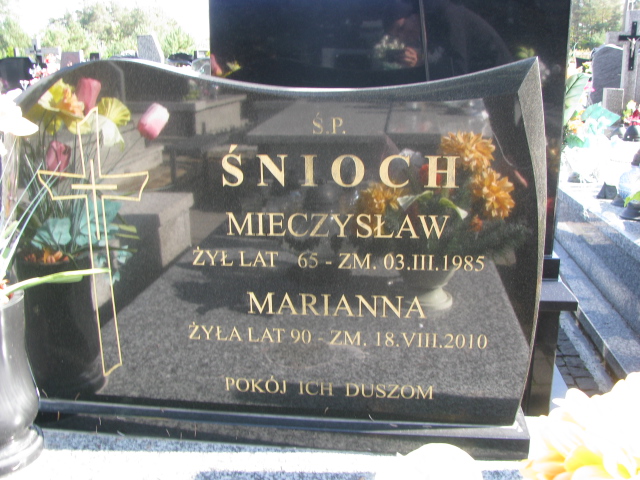 Ś.P.
ŚNIOCH
MIECZYSŁAW
ŻYŁ LAT 65 - ZM. 03.III.1985
MARIANNA
ŻYŁA LAT 90 - ZM. 18.VIII.2010
POKÓJ ICH DUSZOM